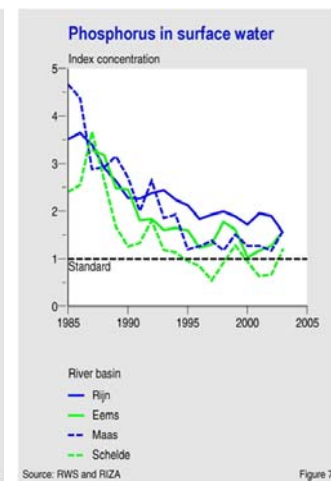 Phosphorus in surface water
Index concentration
5
4
3
2
1
Standard
0
1985 1990 1995 2000 2005
River basin
Rijn
Eems
Maas
Schelde
Source: RWS and RIZA Figure 7